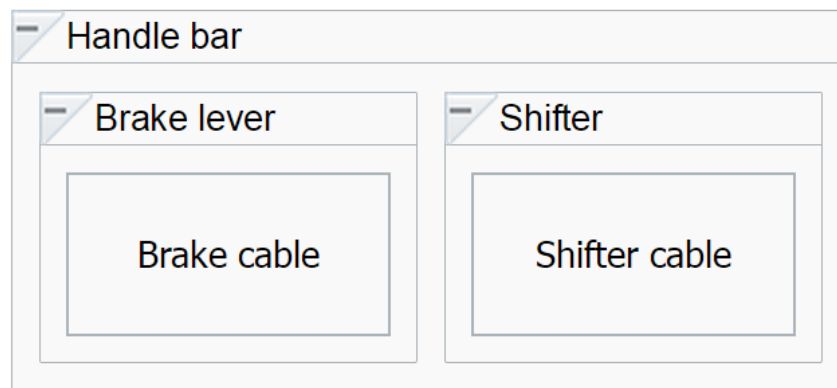 Handle bar
Brake lever
Shifter
Brake cable
Shifter cable